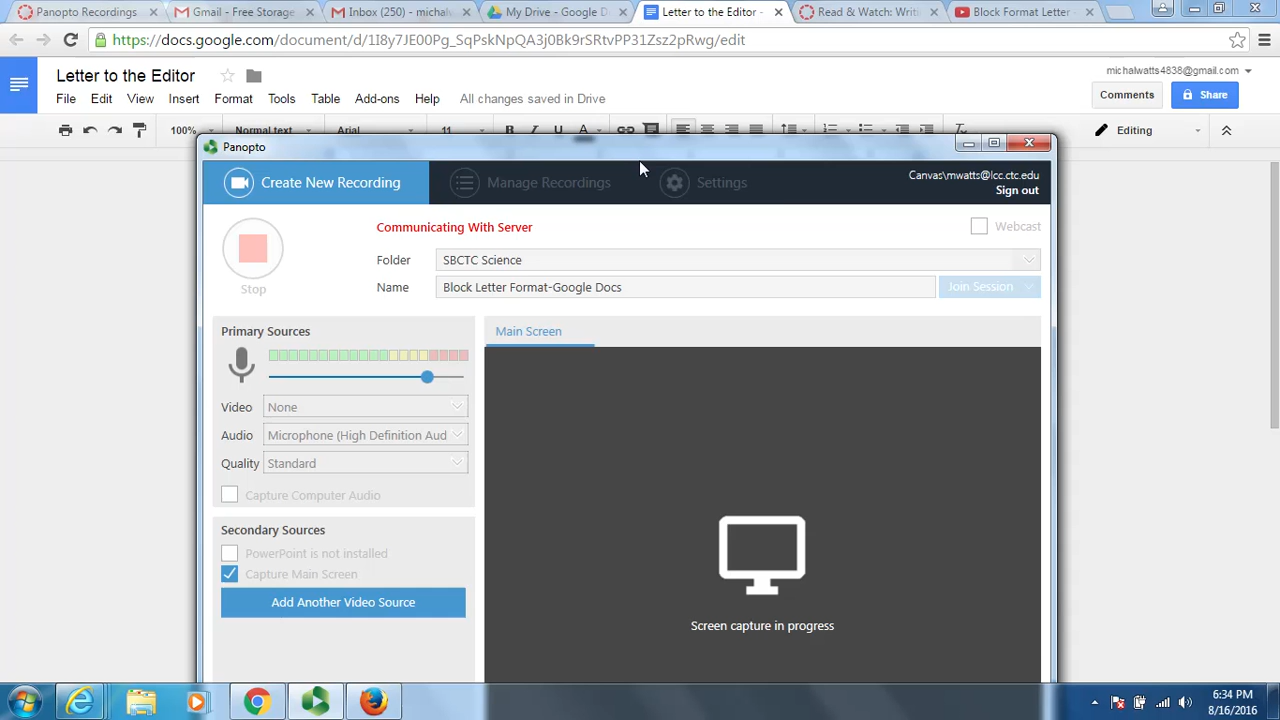 Panopto Recordings
Gmail - Free Storage
Inbox (250) - michalw
My Drive - Google D
Letter to the Editor -
Read & Watch: Writi
Block Format Letter -
https://docs.google.com/document/d/1I8y7JE00Pg_SqPskNpQA3j0Bk9rSRtvPP31Zsz2pRwg/edit
Letter to the Editor
michalwatts4838@gmail.com
File Edit View Insert Format Tools Table Add-ons Help All changes saved in Drive
Comments
Share
100% Normal text Arial 11 B I U A Editing
Panopto
Create New Recording
Manage Recordings
Settings
Canvas\mwatts@lcc.ctc.edu
Sign out
Communicating With Server
Webcast
Folder SBCTC Science
Name Block Letter Format-Google Docs Join Session
Stop
Primary Sources
Main Screen
Video None
Audio Microphone (High Definition Aud
Quality Standard
Capture Computer Audio
Secondary Sources
PowerPoint is not installed
Capture Main Screen
Add Another Video Source
Screen capture in progress
6:34 PM
8/16/2016